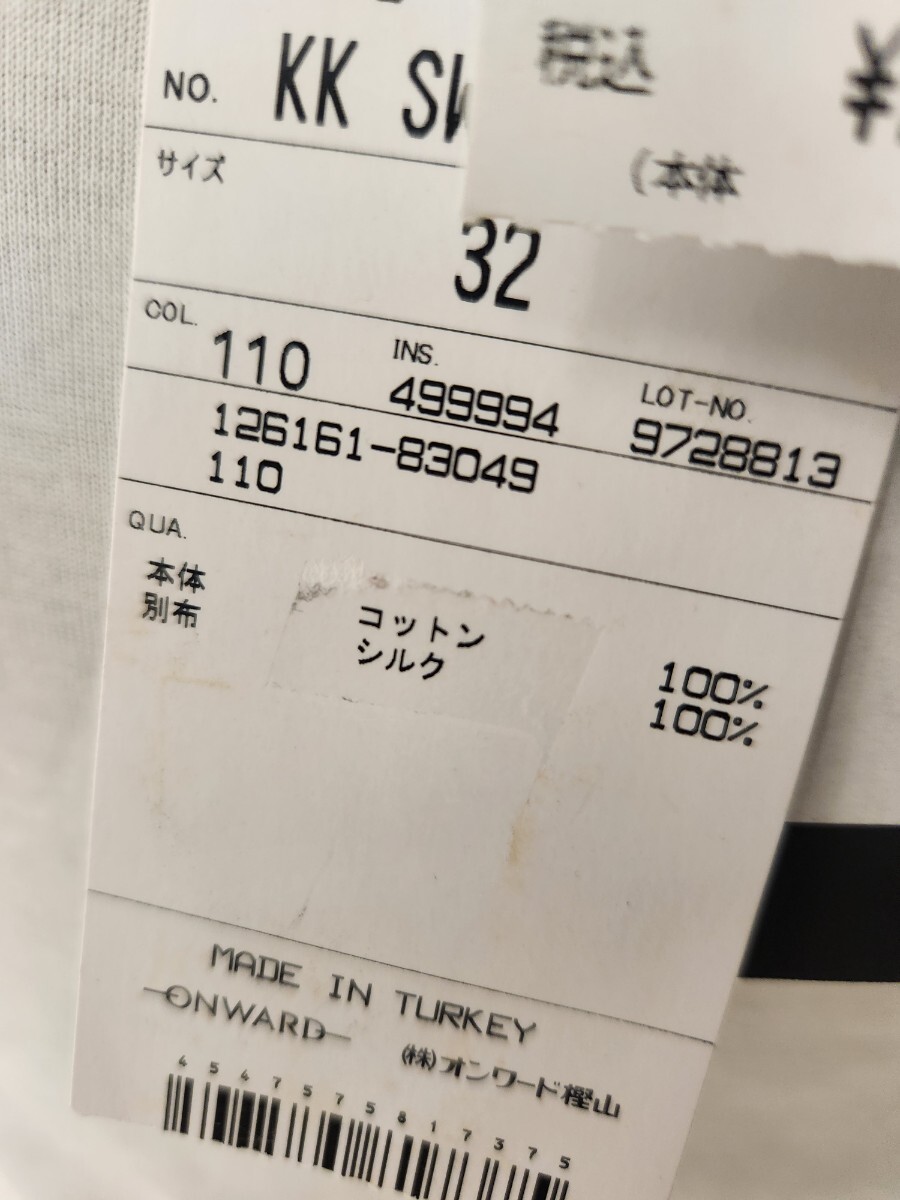 税込 ¥
(本体
NO. KK SW
サイズ
32
COL. 110 INS. 499994 LOT-NO. 9728813
126161-83049
110
QUA.
本体 コットン 100%
別布 シルク 100%
MADE IN TURKEY
ONWARD
(株)オンワード樫山
4547575817375